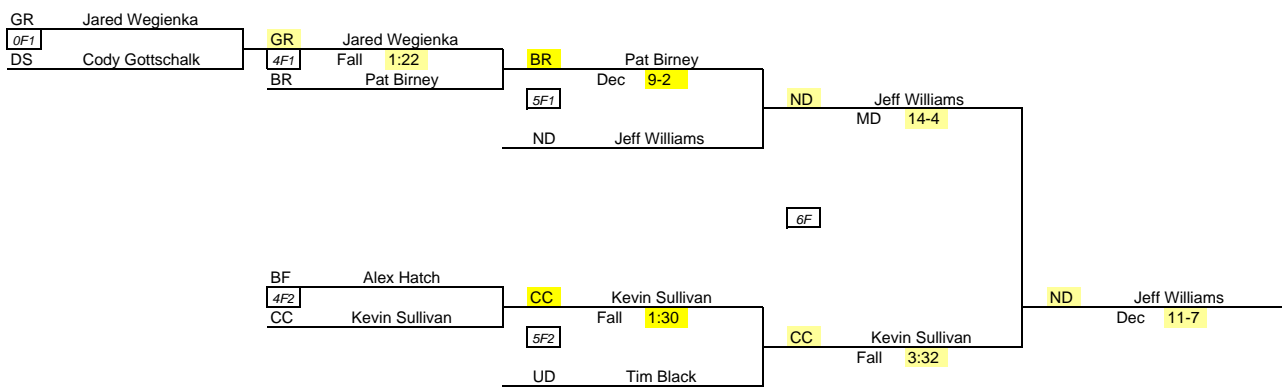 GR Jared Wegienka
0F1
DS Cody Gottschalk
GR Jared Wegienka
4F1 Fall 1:22
BR Pat Birney
BR Pat Birney
Dec 9-2
5F1
ND Jeff Williams
ND Jeff Williams
MD 14-4
6F
BF Alex Hatch
4F2
CC Kevin Sullivan
CC Kevin Sullivan
Fall 1:30
5F2
UD Tim Black
CC Kevin Sullivan
Fall 3:32
ND Jeff Williams
Dec 11-7